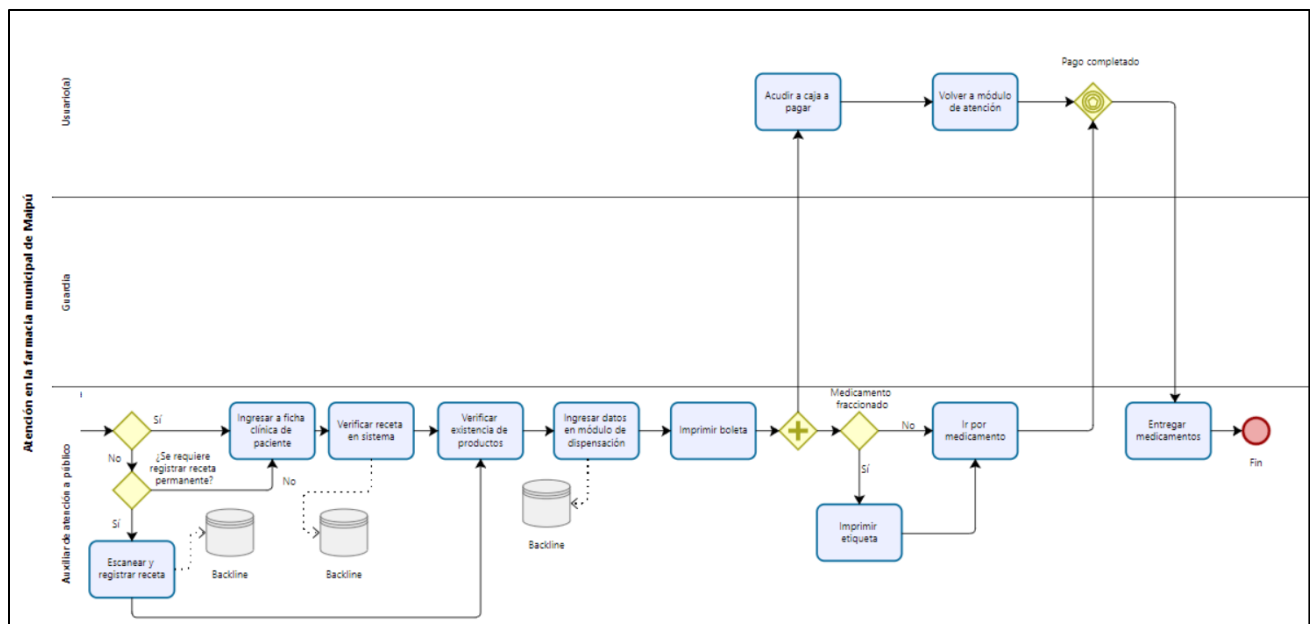 Atención en la farmacia municipal de Maipú
Usuario(a)
Acudir a caja a
pagar
Volver a módulo
de atención
Pago completado
Guardia
Auxiliar de atención a público
Sí
No
¿Se requiere
registrar receta
permanente?
No
Sí
Escanear y
registrar receta
Backline
Ingresar a ficha
clínica de
paciente
Verificar receta
en sistema
Backline
Verificar
existencia de
productos
Ingresar datos
en módulo de
dispensación
Backline
Imprimir boleta
Medicamento
fraccionado
No
Sí
Imprimir
etiqueta
Ir por
medicamento
Entregar
medicamentos
Fin